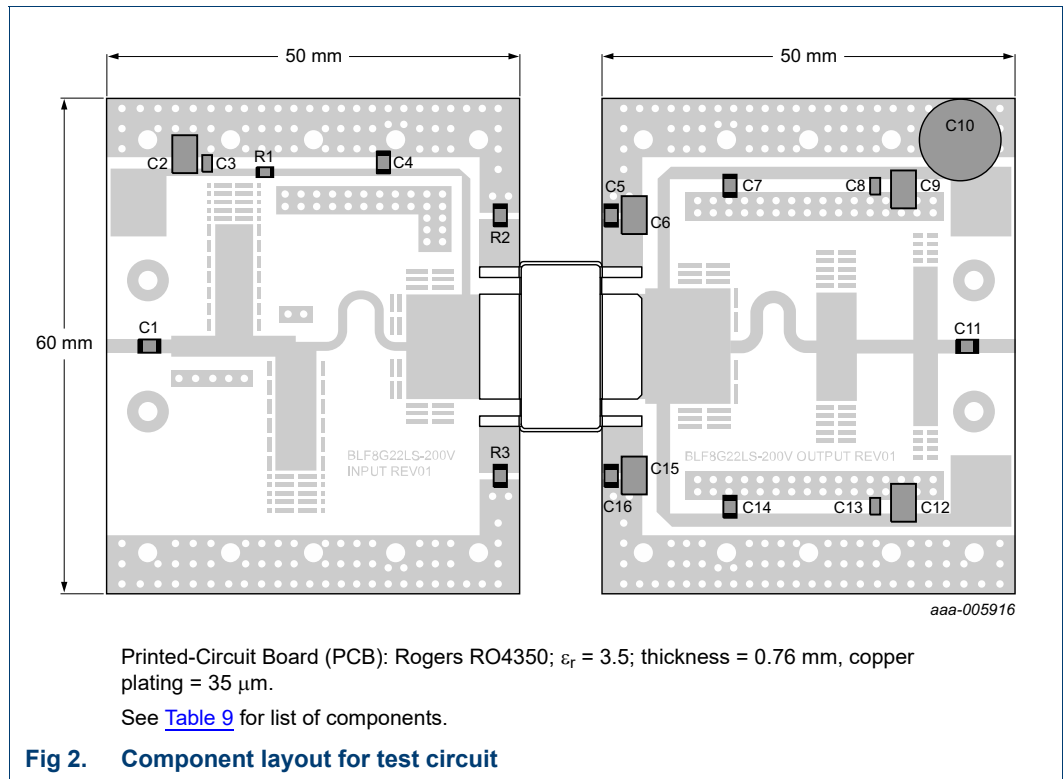 50 mm
50 mm
60 mm
C10
C2
C3
R1
C4
C5
C7
C8
C9
R2
C6
C1
C11
R3
C15
BLF8G22LS-200V
INPUT REV01
BLF8G22LS-200V OUTPUT REV01
C16
C14
C13
C12
aaa-005916
Printed-Circuit Board (PCB): Rogers RO4350; εr = 3.5; thickness = 0.76 mm, copper
plating = 35 μm.
See Table 9 for list of components.
Fig 2. Component layout for test circuit